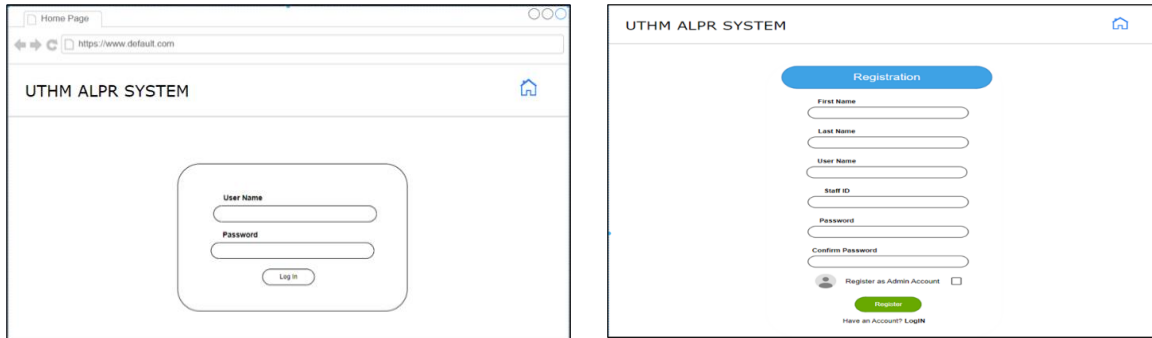 Home Page
https://www.default.com
UTHM ALPR SYSTEM
User Name
Password
Log In
UTHM ALPR SYSTEM
Registration
First Name
Last Name
User Name
Staff ID
Password
Confirm Password
Register as Admin Account
Register
Have an Account? LogIN